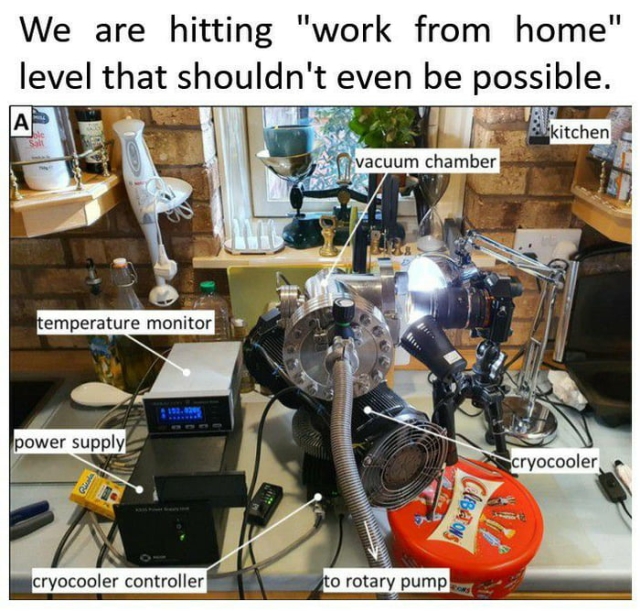 We are hitting "work from home"
level that shouldn't even be possible.
A
kitchen
vacuum chamber
Salt
temperature monitor
power supply
cryocooler
CELEBRATIONS
cryocooler controller
to rotary pump